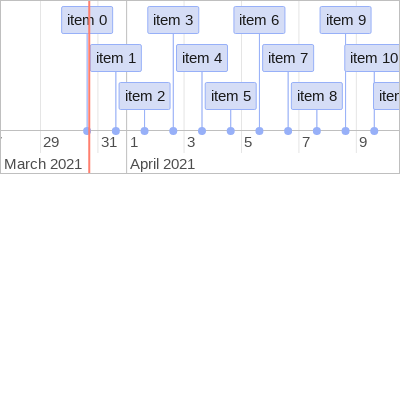 item 0 item 3 item 6 item 9
item 1 item 4 item 7 item 10
item 2 item 5 item 8
29 31 1 3 5 7 9
March 2021 April 2021